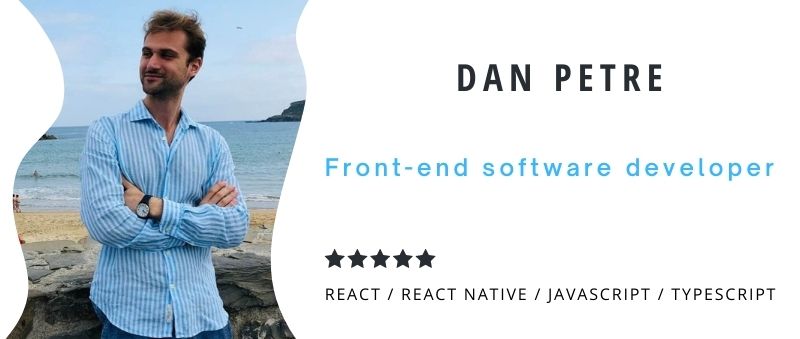 DAN PETRE
Front-end software developer
REACT / REACT NATIVE / JAVASCRIPT / TYPESCRIPT